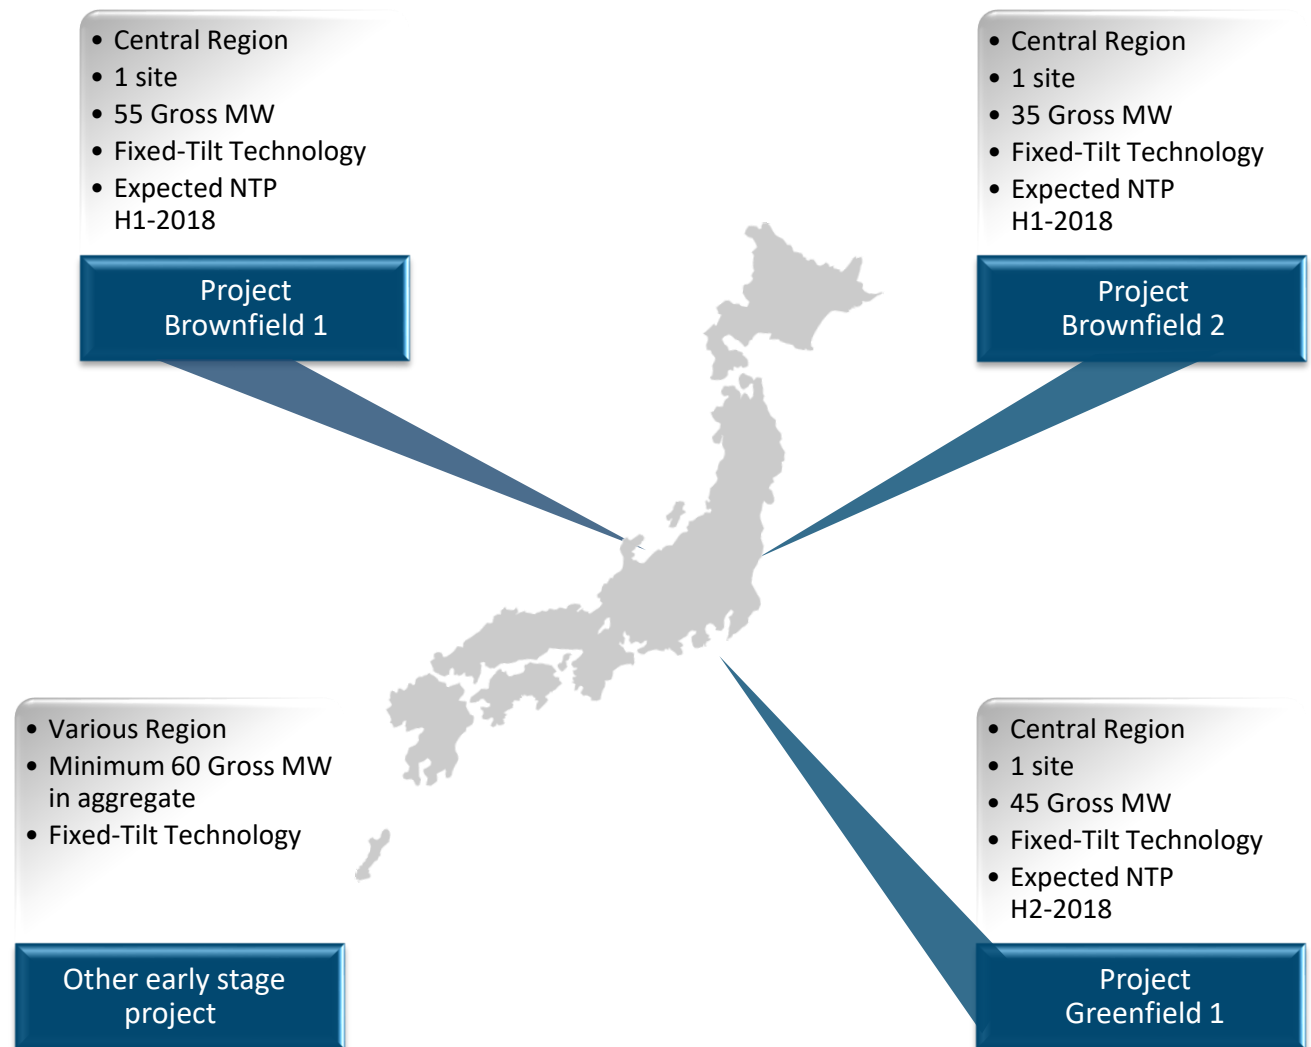 • Central Region
• 1 site
• 55 Gross MW
• Fixed-Tilt Technology
• Expected NTP
H1-2018
Project
Brownfield 1
• Central Region
• 1 site
• 35 Gross MW
• Fixed-Tilt Technology
• Expected NTP
H1-2018
Project
Brownfield 2
• Various Region
• Minimum 60 Gross MW
in aggregate
• Fixed-Tilt Technology
Other early stage
project
• Central Region
• 1 site
• 45 Gross MW
• Fixed-Tilt Technology
• Expected NTP
H2-2018
Project
Greenfield 1